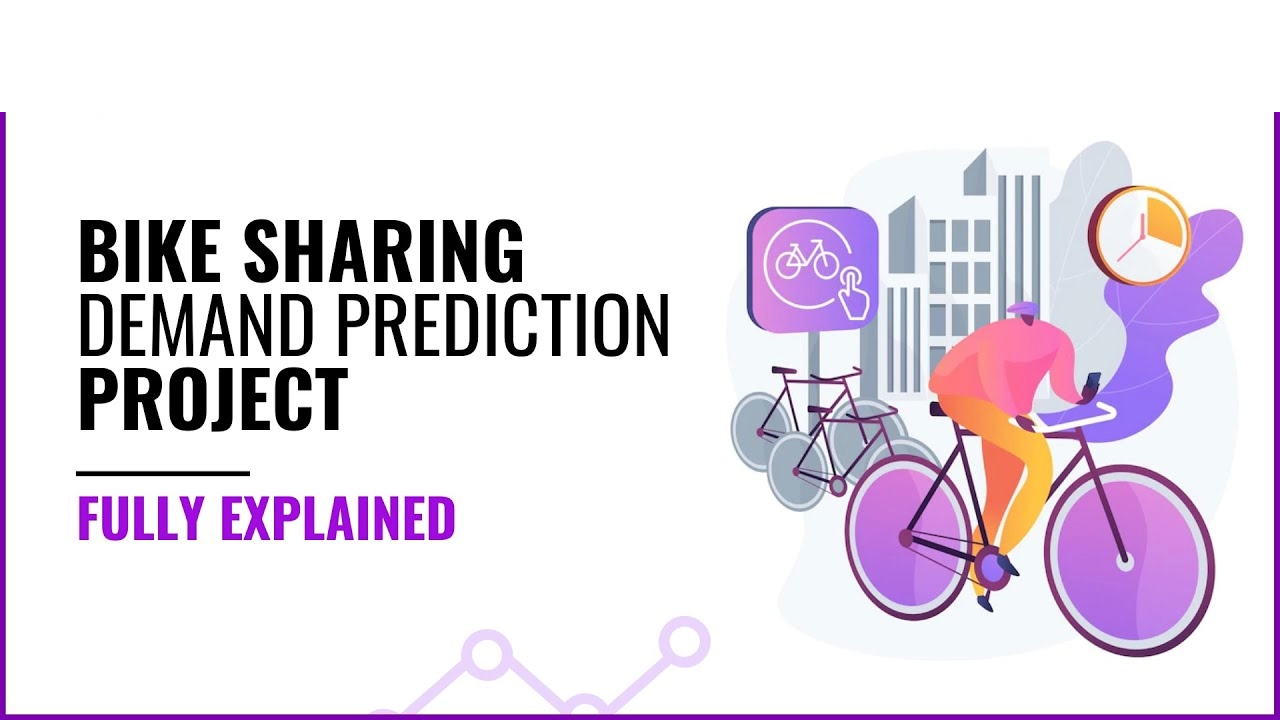 BIKE SHARING
DEMAND PREDICTION
PROJECT
FULLY EXPLAINED